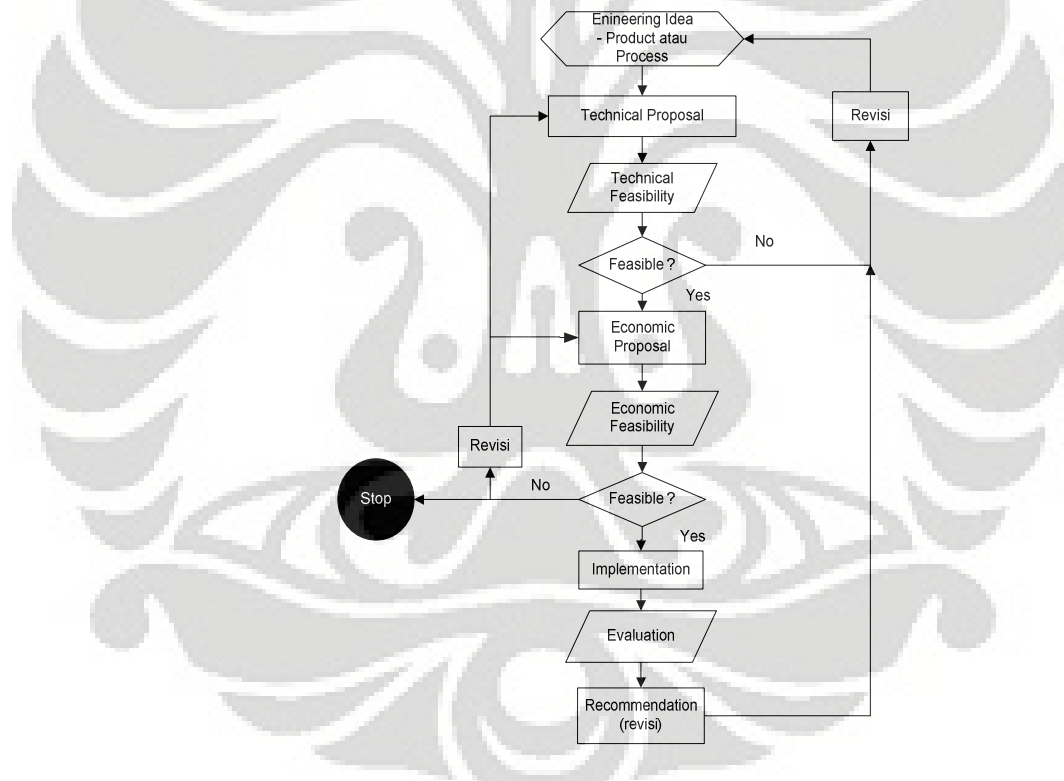 Enineering Idea
- Product atau
Process
Revisi
Technical Proposal
Technical
Feasibility
No
Feasible ?
Yes
Economic
Proposal
Economic
Feasibility
Revisi
Stop
No
Feasible ?
Yes
Implementation
Evaluation
Recommendation
(revisi)